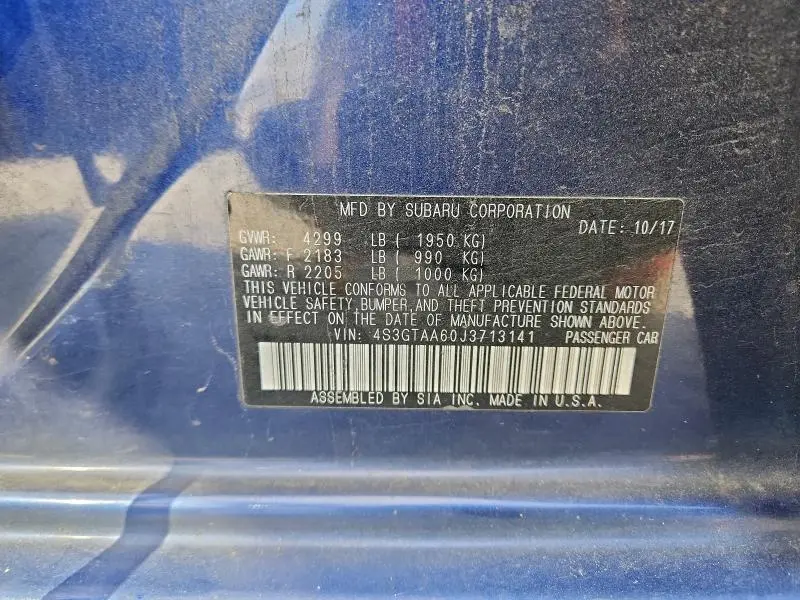 MFD BY SUBARU CORPORATION
DATE: 10/17
GVWR: 4299 LB ( 1950 KG)
GAWR: F 2183 LB ( 990 KG)
GAWR: R 2205 LB ( 1000 KG)
THIS VEHICLE CONFORMS TO ALL APPLICABLE FEDERAL MOTOR
VEHICLE SAFETY, BUMPER, AND THEFT PREVENTION STANDARDS
IN EFFECT ON THE DATE OF MANUFACTURE SHOWN ABOVE.
VIN: 4S3GTAA60J3713141 PASSENGER CAR
ASSEMBLED BY SIA INC. MADE IN U.S.A.